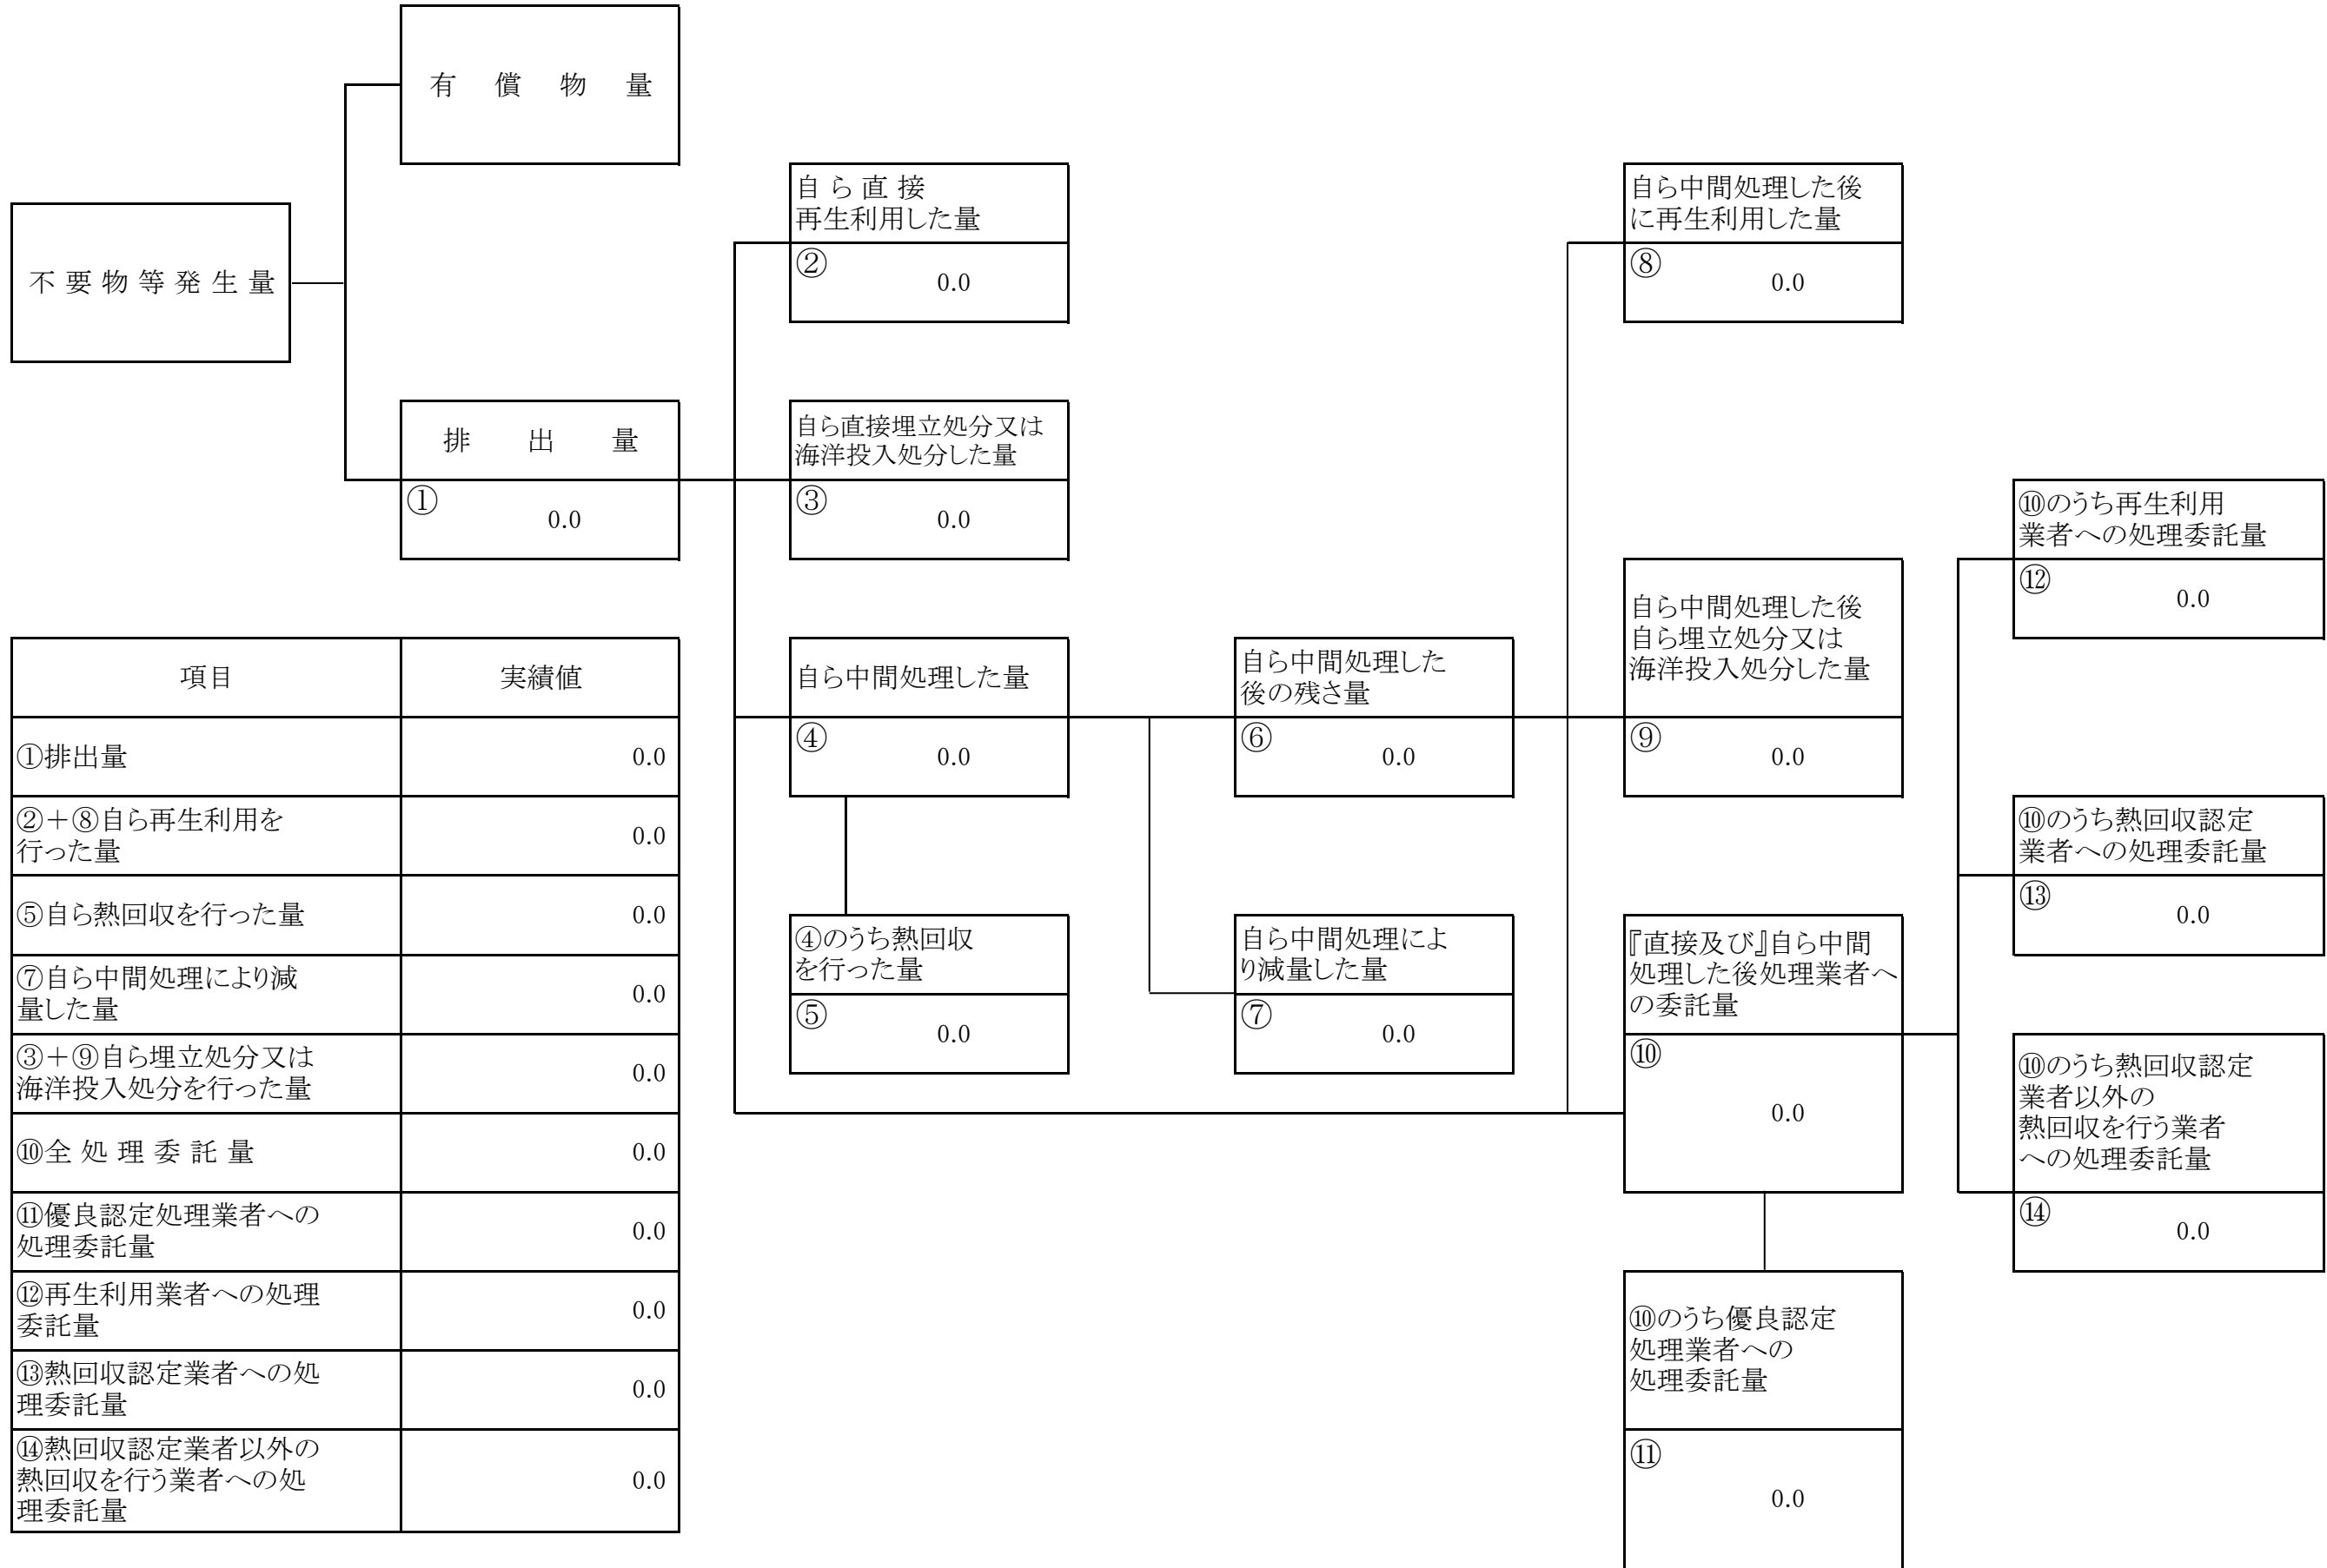 有償物量
不要物等発生量
排出量
①
0.0
自ら直接
再生利用した量
②
0.0
自ら直接埋立処分又は
海洋投入処分した量
③
0.0
自ら中間処理した量
④
0.0
④のうち熱回収
を行った量
⑤
0.0
自ら中間処理した
後の残さ量
⑥
0.0
自ら中間処理によ
り減量した量
⑦
0.0
自ら中間処理した後
に再生利用した量
⑧
0.0
自ら中間処理した後
自ら埋立処分又は
海洋投入処分した量
⑨
0.0
『直接及び』自ら中間
処理した後処理業者へ
の委託量
⑩
0.0
⑩のうち優良認定
処理業者への
処理委託量
⑪
0.0
⑩のうち再生利用
業者への処理委託量
⑫
0.0
⑩のうち熱回収認定
業者への処理委託量
⑬
0.0
⑩のうち熱回収認定
業者以外の
熱回収を行う業者
への処理委託量
⑭
0.0
項目 実績値
①排出量 0.0
②＋⑧自ら再生利用を
行った量 0.0
⑤自ら熱回収を行った量 0.0
⑦自ら中間処理により減
量した量 0.0
③＋⑨自ら埋立処分又は
海洋投入処分を行った量 0.0
⑩全処理委託量 0.0
⑪優良認定処理業者への
処理委託量 0.0
⑫再生利用業者への処理
委託量 0.0
⑬熱回収認定業者への処
理委託量 0.0
⑭熱回収認定業者以外の
熱回収を行う業者への処
理委託量 0.0